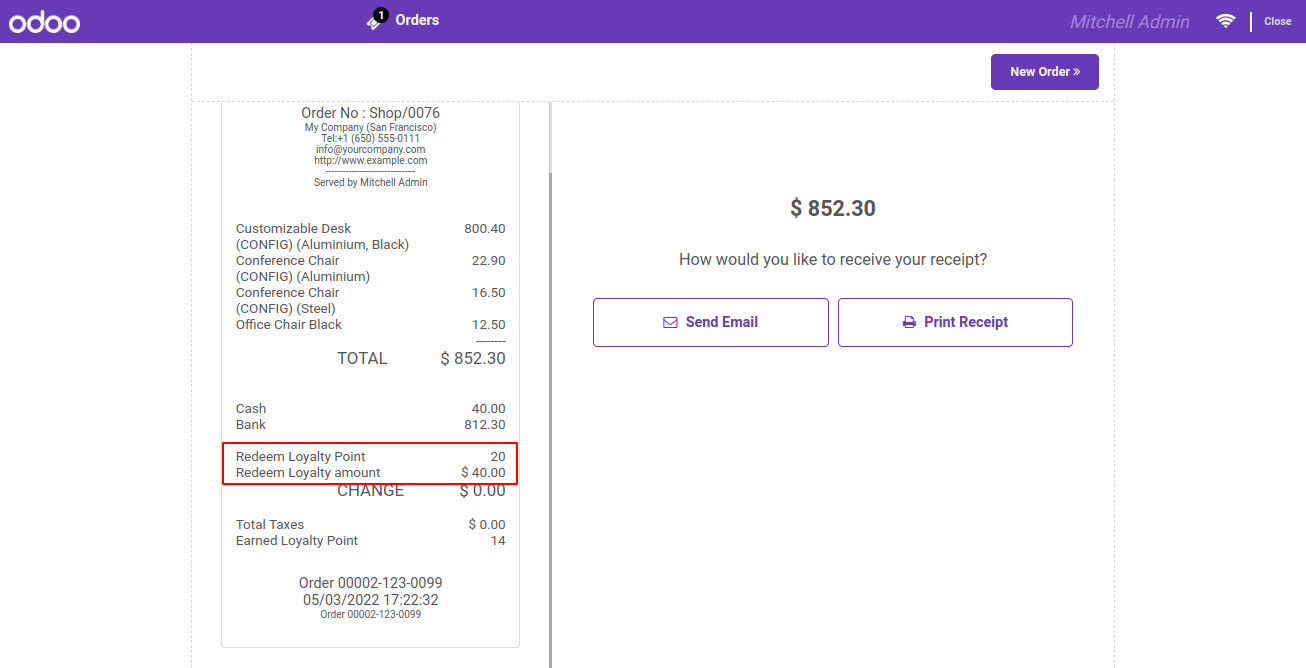 odoo
1 Orders
Mitchell Admin
Close
New Order »
Order No : Shop/0076
My Company (San Francisco)
Tel:+1 (650) 555-0111
info@yourcompany.com
http://www.example.com
--------------------------------
Served by Mitchell Admin
Customizable Desk 800.40
(CONFIG) (Aluminium, Black)
Conference Chair 22.90
(CONFIG) (Aluminium)
Conference Chair 16.50
(CONFIG) (Steel)
Office Chair Black 12.50
--------
TOTAL $ 852.30
Cash 40.00
Bank 812.30
Redeem Loyalty Point 20
Redeem Loyalty amount $ 40.00
CHANGE $ 0.00
Total Taxes $ 0.00
Earned Loyalty Point 14
Order 00002-123-0099
05/03/2022 17:22:32
Order 00002-123-0099
$ 852.30
How would you like to receive your receipt?
Send Email
Print Receipt